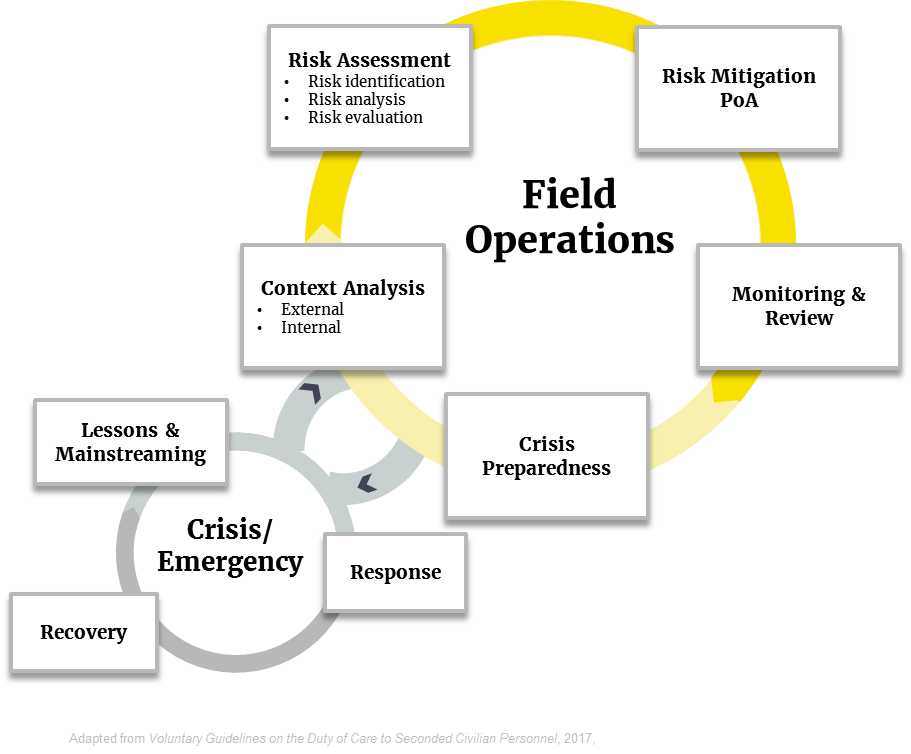 Risk Assessment
• Risk identification
• Risk analysis
• Risk evaluation
Risk Mitigation
PoA
Field
Operations
Context Analysis
• External
• Internal
Monitoring &
Review
Crisis
Preparedness
Lessons &
Mainstreaming
Crisis/
Emergency
Response
Recovery
Adapted from Voluntary Guidelines on the Duty of Care to Seconded Civilian Personnel, 2017,